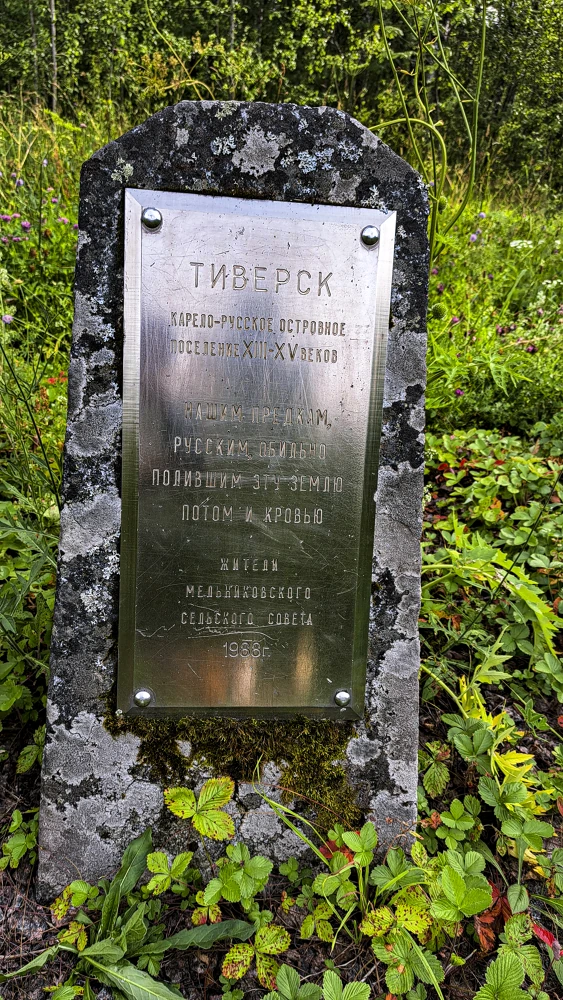 ТИВЕРСК
КАРЕЛО-РУССКОЕ ОСТРОВНОЕ
ПОСЕЛЕНИЕ XIII-XV ВЕКОВ
НАШИМ ПРЕДКАМ,
РУССКИМ, ОБИЛЬНО
ПОЛИВШИМ ЭТУ ЗЕМЛЮ
ПОТОМ И КРОВЬЮ
ЖИТЕЛИ
МЕЛЬНИКОВСКОГО
СЕЛЬСКОГО СОВЕТА
1988г.